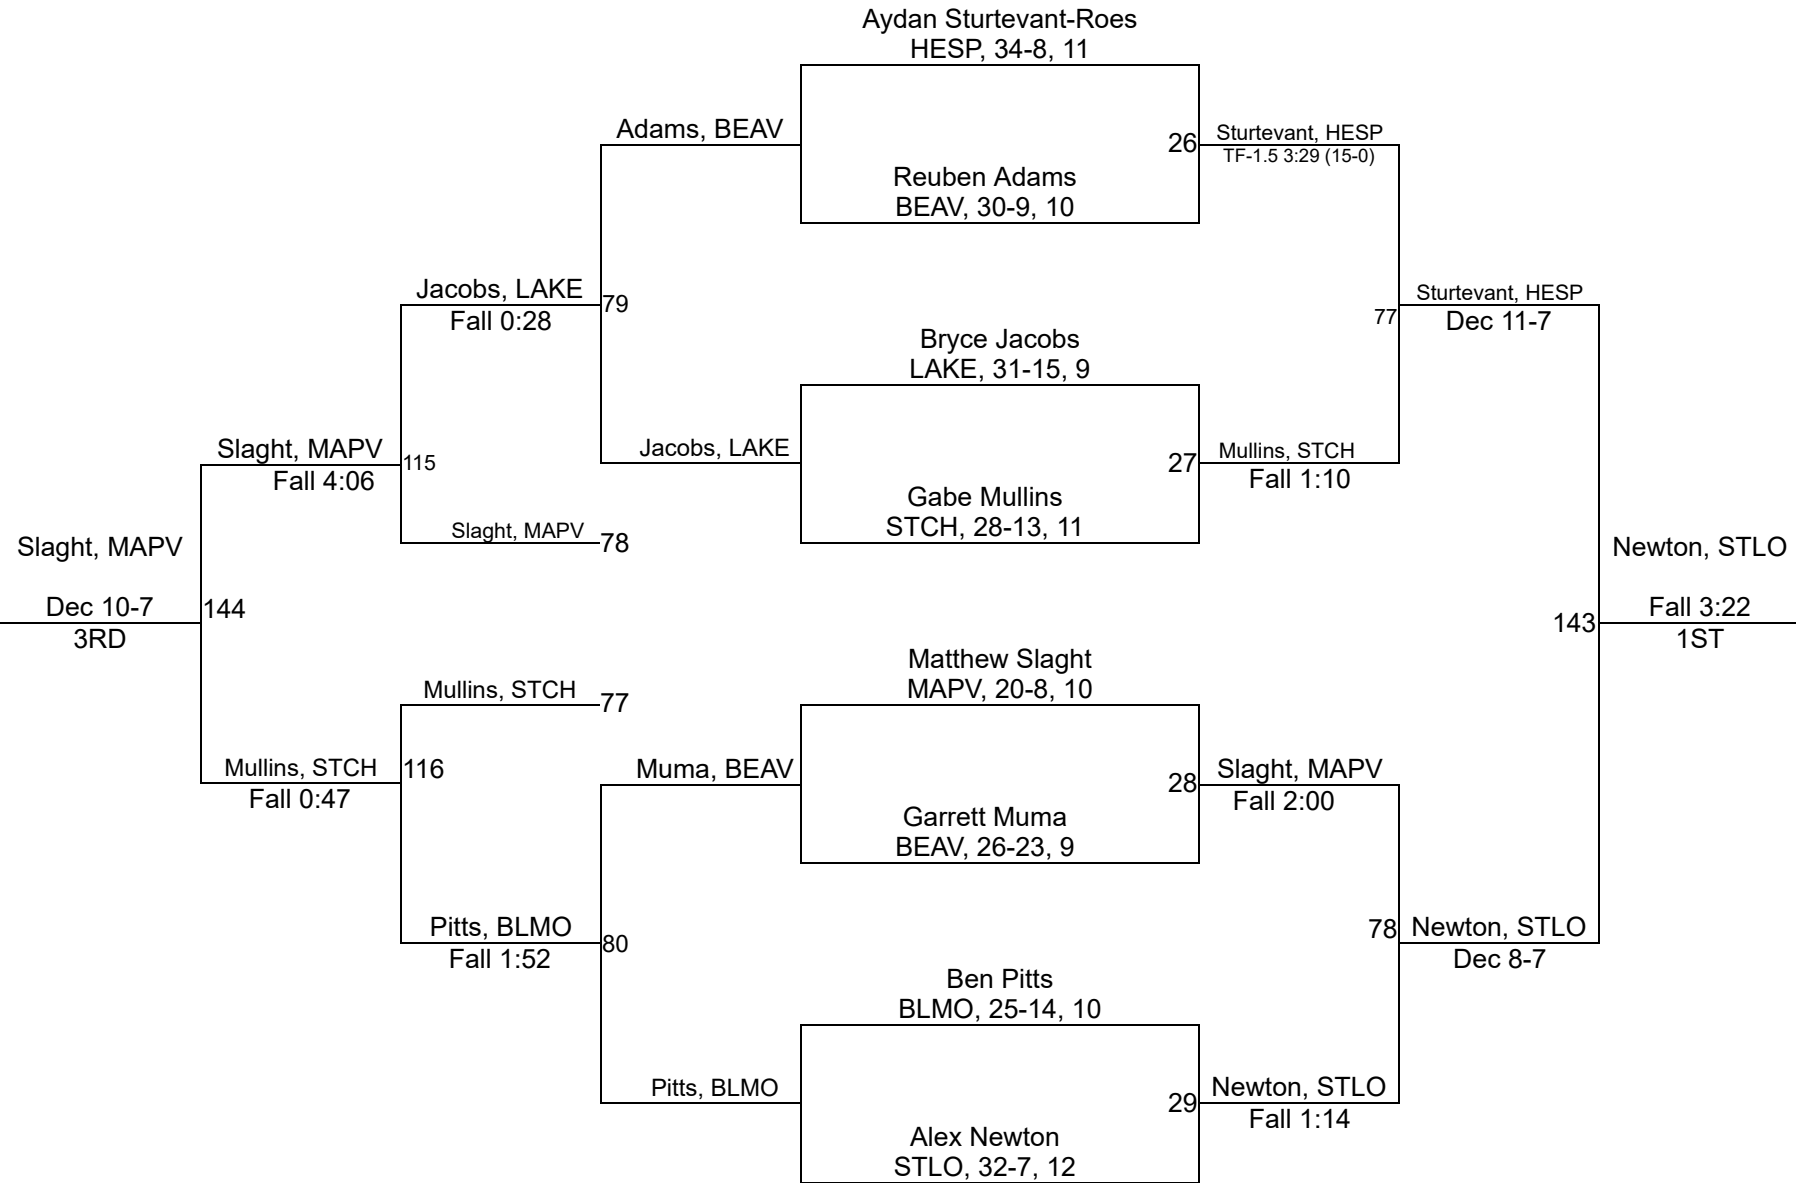 Aydan Sturtevant-Roes
HESP, 34-8, 11
Adams, BEAV
26
Sturtevant, HESP
TF-1.5 3:29 (15-0)
Reuben Adams
BEAV, 30-9, 10
Jacobs, LAKE
79
Fall 0:28
Sturtevant, HESP
77
Dec 11-7
Bryce Jacobs
LAKE, 31-15, 9
Slaght, MAPV
115
Fall 4:06
Jacobs, LAKE
27
Mullins, STCH
Fall 1:10
Gabe Mullins
STCH, 28-13, 11
Slaght, MAPV
78
Slaght, MAPV
Newton, STLO
Dec 10-7
144
3RD
143
Fall 3:22
1ST
Matthew Slaght
MAPV, 20-8, 10
Mullins, STCH
77
Mullins, STCH
116
Fall 0:47
Muma, BEAV
28
Slaght, MAPV
Fall 2:00
Garrett Muma
BEAV, 26-23, 9
Pitts, BLMO
80
Fall 1:52
78
Newton, STLO
Dec 8-7
Ben Pitts
BLMO, 25-14, 10
Pitts, BLMO
29
Newton, STLO
Fall 1:14
Alex Newton
STLO, 32-7, 12